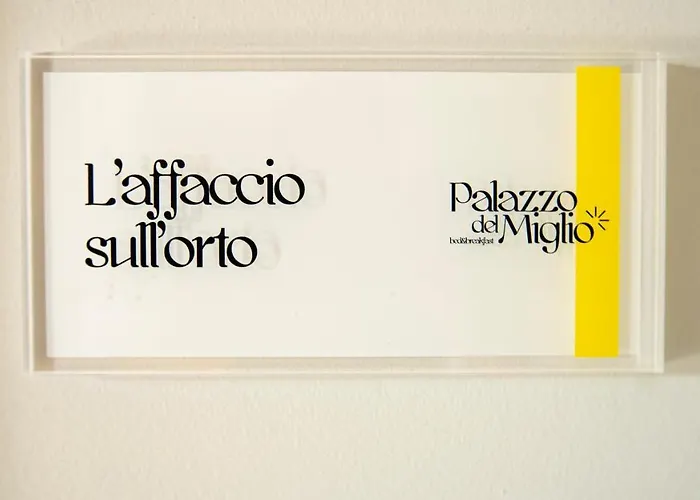 L'affaccio
sull'orto
Palazzo
del Miglio
bed&breakfast